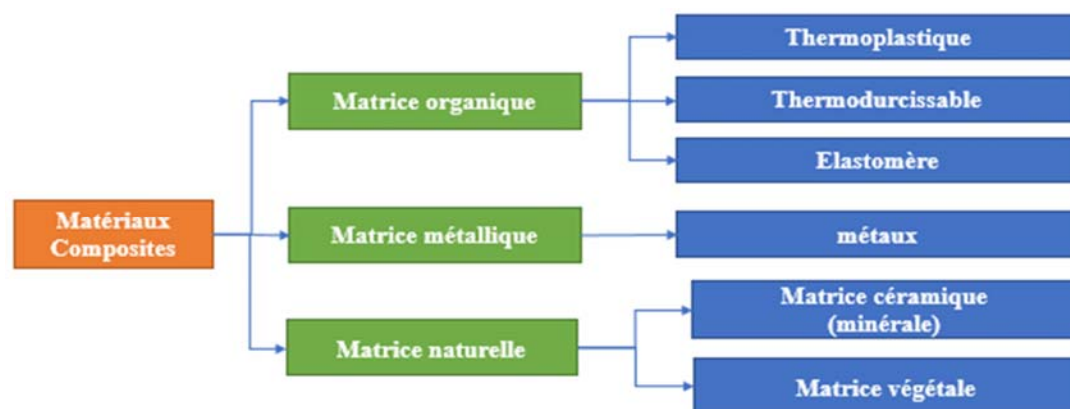 Matériaux
Composites
Matrice organique
Thermoplastique
Thermodurcissable
Elastomère
Matrice métallique
métaux
Matrice naturelle
Matrice céramique
(minérale)
Matrice végétale